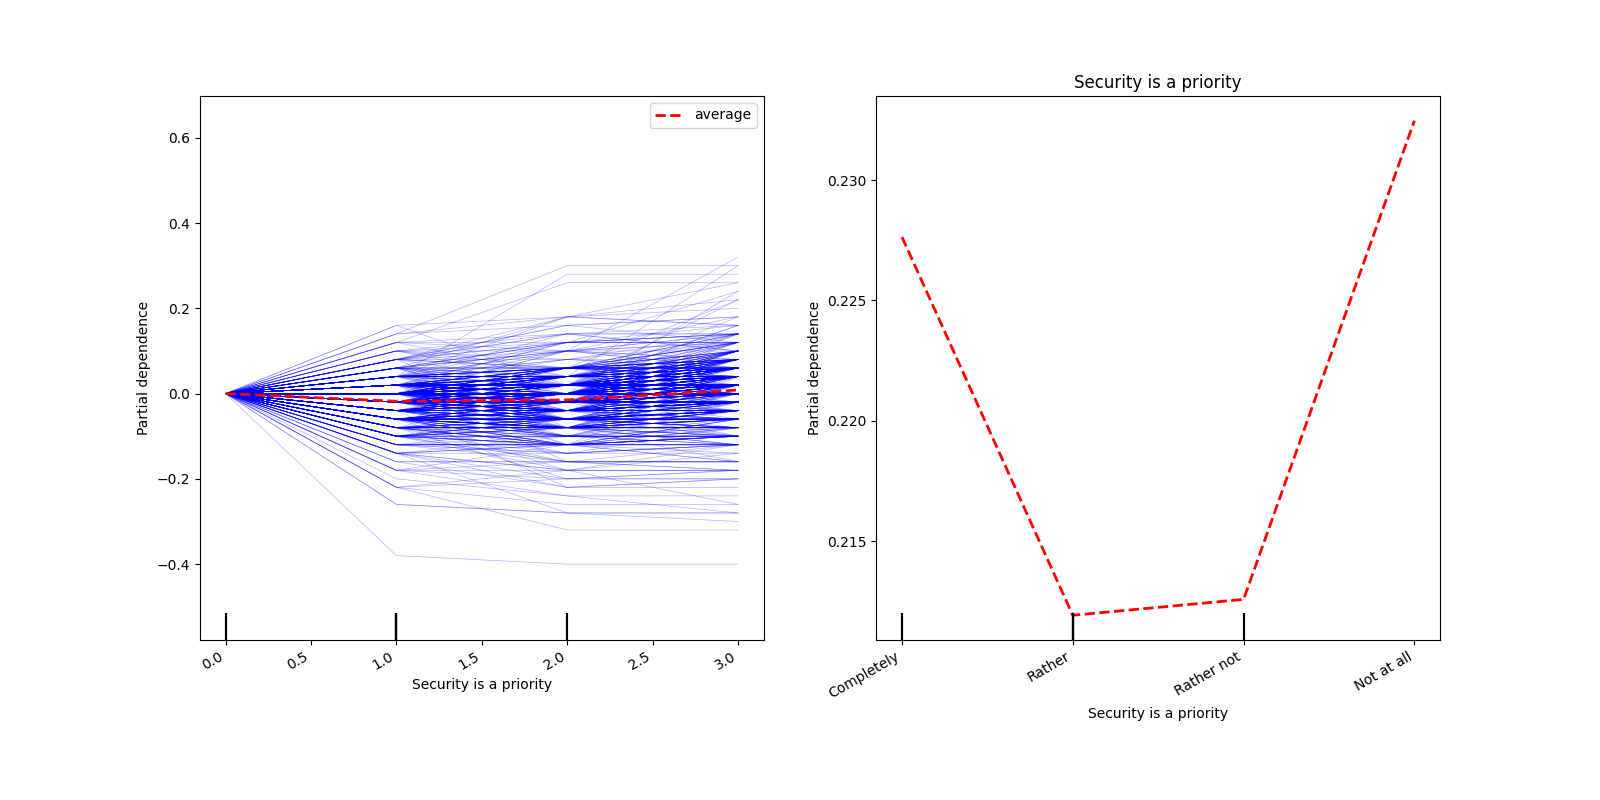 average
0.6
0.4
0.2
0.0
−0.2
−0.4
Partial dependence
0.0
0.5
1.0
1.5
2.0
2.5
3.0
Security is a priority
Security is a priority
0.230
0.225
0.220
0.215
Partial dependence
Completely
Rather
Rather not
Not at all
Security is a priority